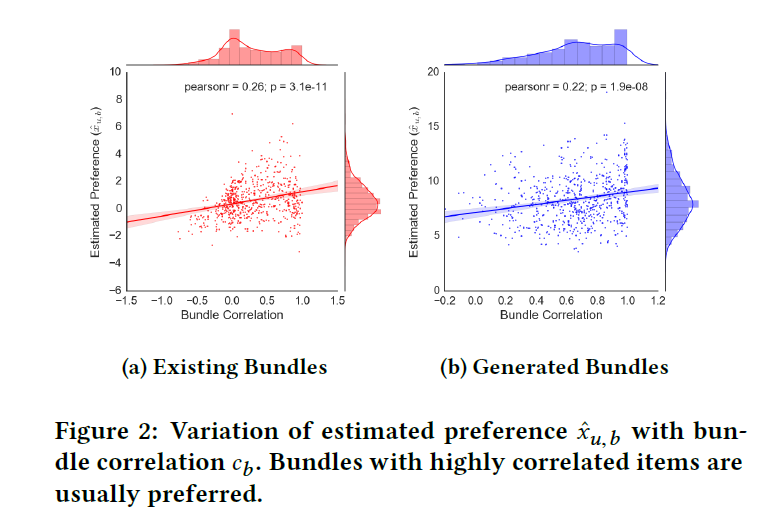 pearsonr = 0.26; p = 3.1e-11
Estimated Preference (x̂u,b)
10
8
6
4
2
0
−2
−4
−6
−1.5 −1.0 −0.5 0.0 0.5 1.0 1.5
Bundle Correlation
(a) Existing Bundles
pearsonr = 0.22; p = 1.9e-08
Estimated Preference (x̂u,b)
20
15
10
5
0
−0.2 0.0 0.2 0.4 0.6 0.8 1.0 1.2
Bundle Correlation
(b) Generated Bundles
Figure 2: Variation of estimated preference x̂u,b with bun-
dle correlation cb. Bundles with highly correlated items are
usually preferred.